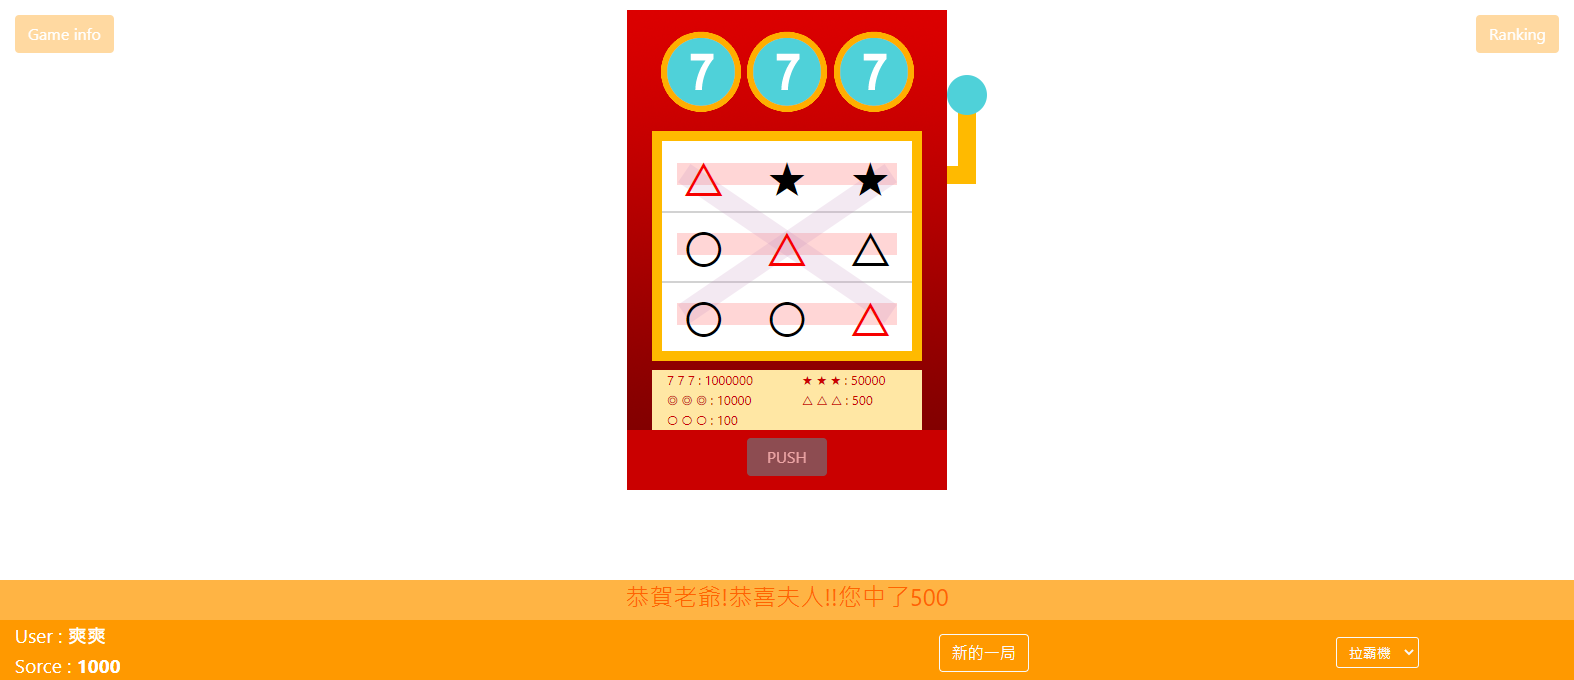 Game info
Ranking
7 7 7
△ ★ ★
○ △ △
○ ○ △
7 7 7 : 1000000
★ ★ ★ : 50000
◎ ◎ ◎ : 10000
△ △ △ : 500
○ ○ ○ : 100
PUSH
恭賀老爺!恭喜夫人!!您中了500
User : 爽爽
Sorce : 1000
新的一局
拉霸機